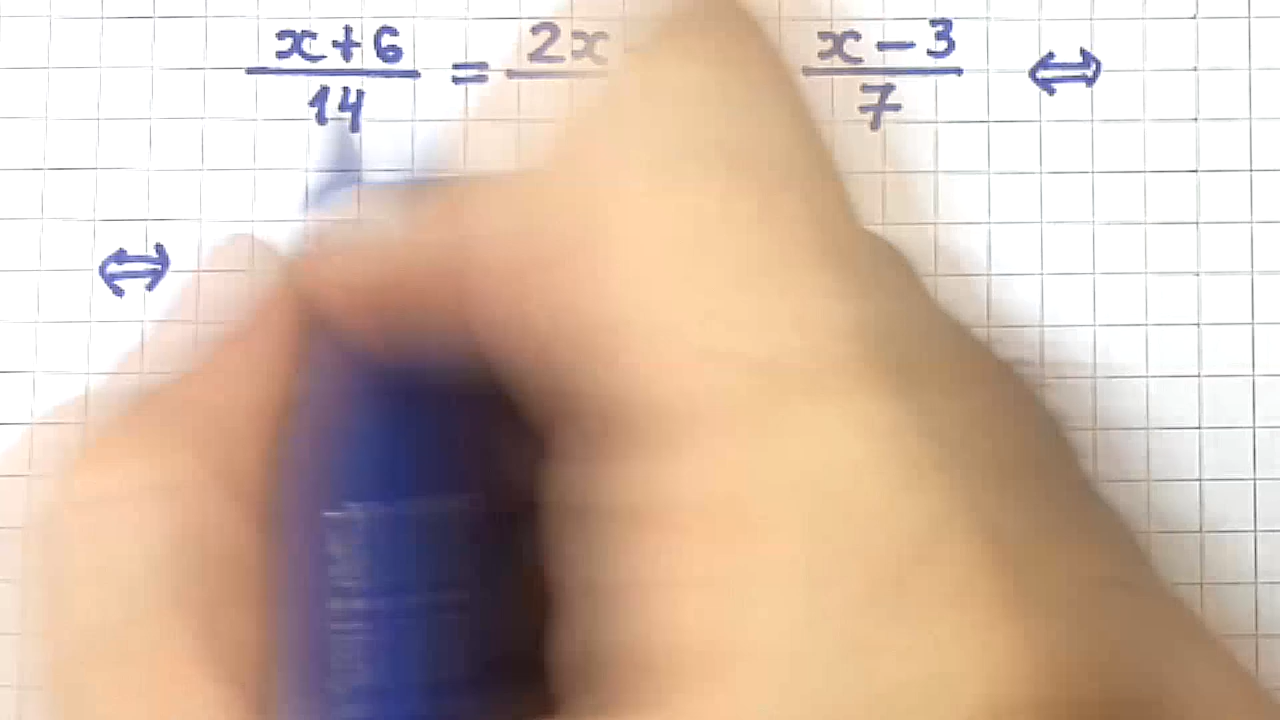 x+6 = 2x x-3 ⇔
14 7
⇔